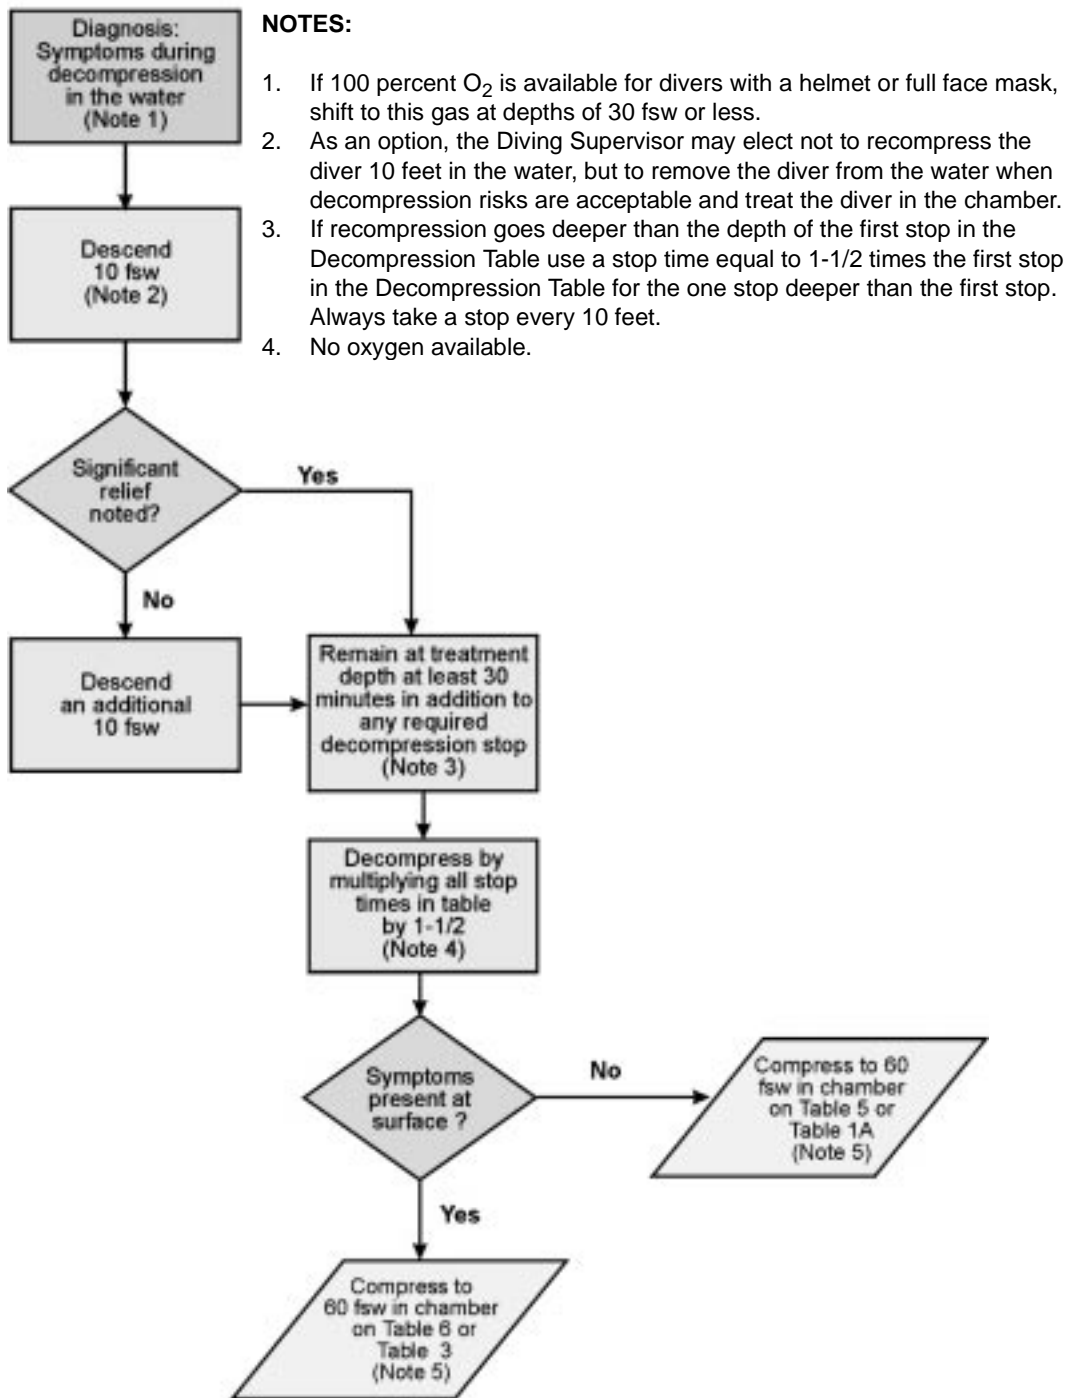 Diagnosis:
Symptoms during
decompression
in the water
(Note 1)
NOTES:
1. If 100 percent O2 is available for divers with a helmet or full face mask,
shift to this gas at depths of 30 fsw or less.
2. As an option, the Diving Supervisor may elect not to recompress the
diver 10 feet in the water, but to remove the diver from the water when
decompression risks are acceptable and treat the diver in the chamber.
3. If recompression goes deeper than the depth of the first stop in the
Decompression Table use a stop time equal to 1-1/2 times the first stop
in the Decompression Table for the one stop deeper than the first stop.
Always take a stop every 10 feet.
4. No oxygen available.
Descend
10 fsw
(Note 2)
Significant
relief
noted?
Yes
No
Descend
an additional
10 fsw
Remain at treatment
depth at least 30
minutes in addition to
any required
decompression stop
(Note 3)
Decompress by
multiplying all stop
times in table
by 1-1/2
(Note 4)
Symptoms
present at
surface ?
No
Compress to 60
fsw in chamber
on Table 5 or
Table 1A
(Note 5)
Yes
Compress to
60 fsw in chamber
on Table 6 or
Table 3
(Note 5)